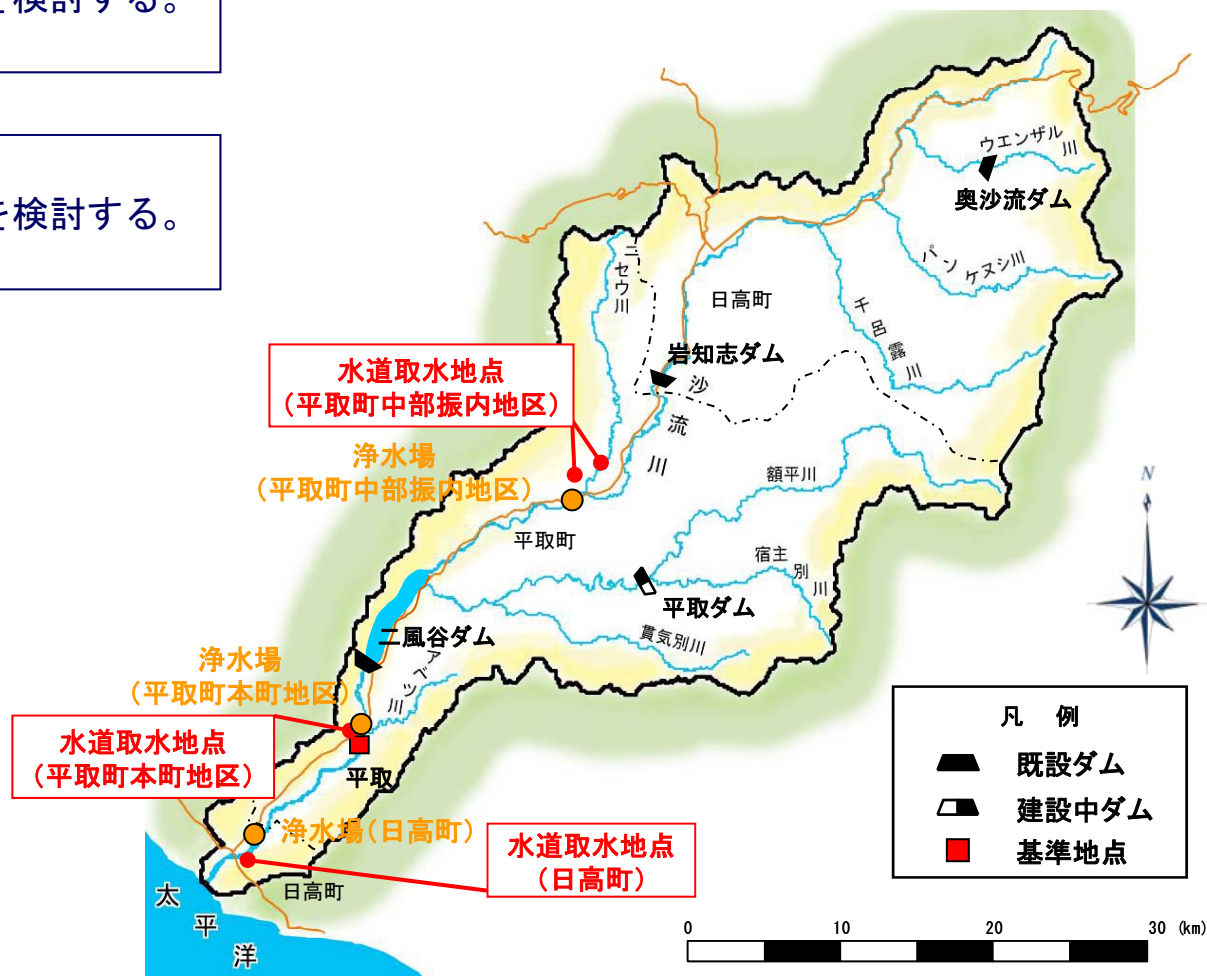 を検討する。
を検討する。
ウエンザル川
奥沙流ダム
パンケヌシ川
ニセウ川
日高町
千呂露川
岩知志ダム
沙流川
水道取水地点
（平取町中部振内地区）
浄水場
（平取町中部振内地区）
額平川
N
平取町
宿主別川
平取ダム
二風谷ダム
貫気別川
アベツ川
浄水場
（平取町本町地区）
水道取水地点
（平取町本町地区）
平取
浄水場(日高町)
水道取水地点
（日高町）
日高町
太平洋
凡 例
既設ダム
建設中ダム
基準地点
0 10 20 30 (km)